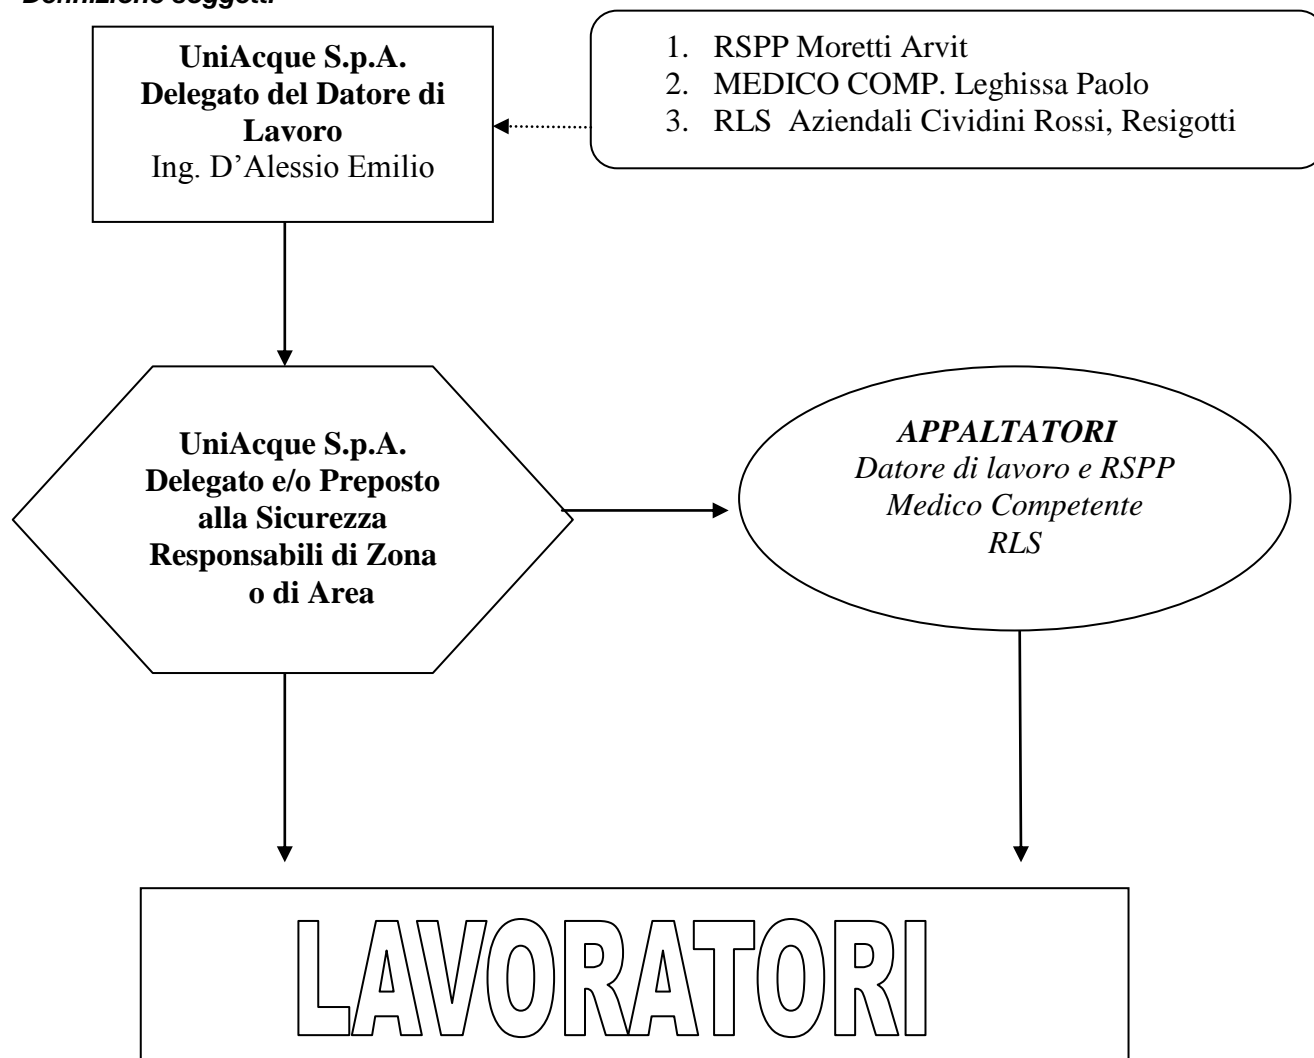 Definizione soggetti
UniAcque S.p.A.
Delegato del Datore di
Lavoro
Ing. D’Alessio Emilio
1. RSPP Moretti Arvit
2. MEDICO COMP. Leghissa Paolo
3. RLS Aziendali Cividini Rossi, Resigotti
UniAcque S.p.A.
Delegato e/o Preposto
alla Sicurezza
Responsabili di Zona
o di Area
APPALTATORI
Datore di lavoro e RSPP
Medico Competente
RLS
LAVORATORI